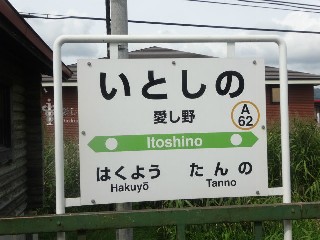 いとしの
愛し野
A
62
Itoshino
はくよう たんの
Hakuyō Tanno